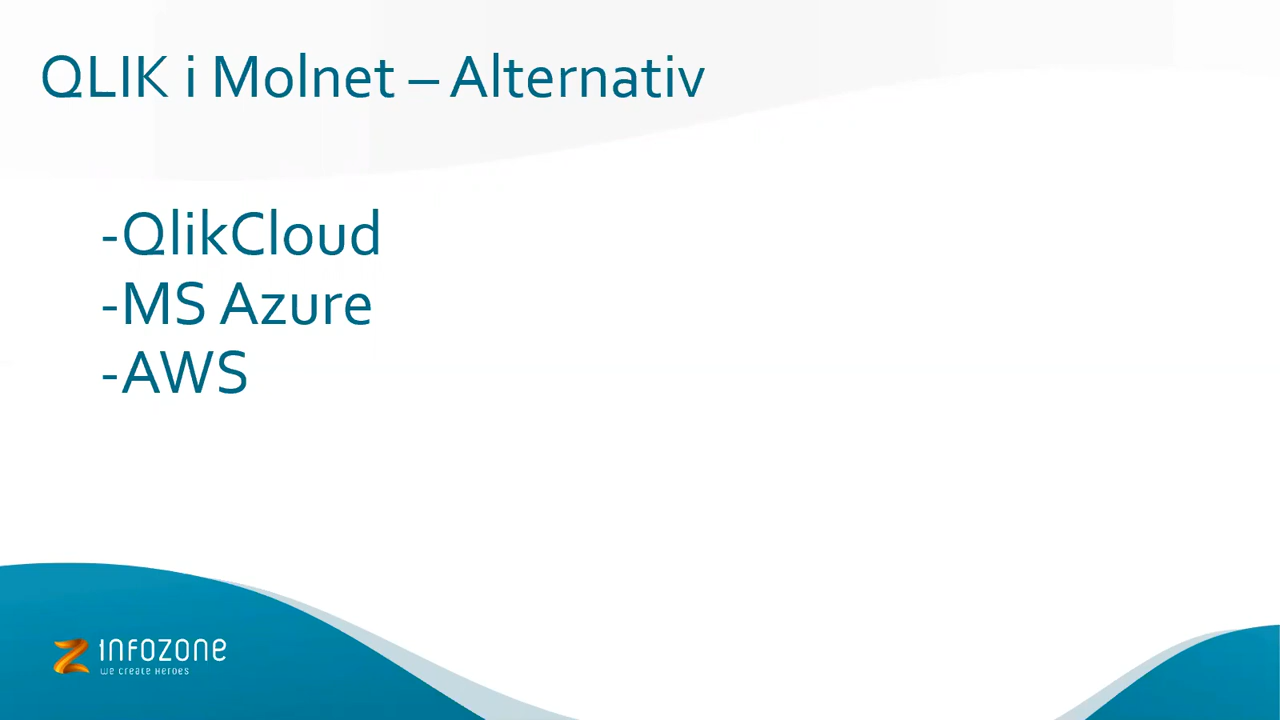 QLIK i Molnet – Alternativ
-QlikCloud
-MS Azure
-AWS
INFOZONE
WE CREATE HEROES